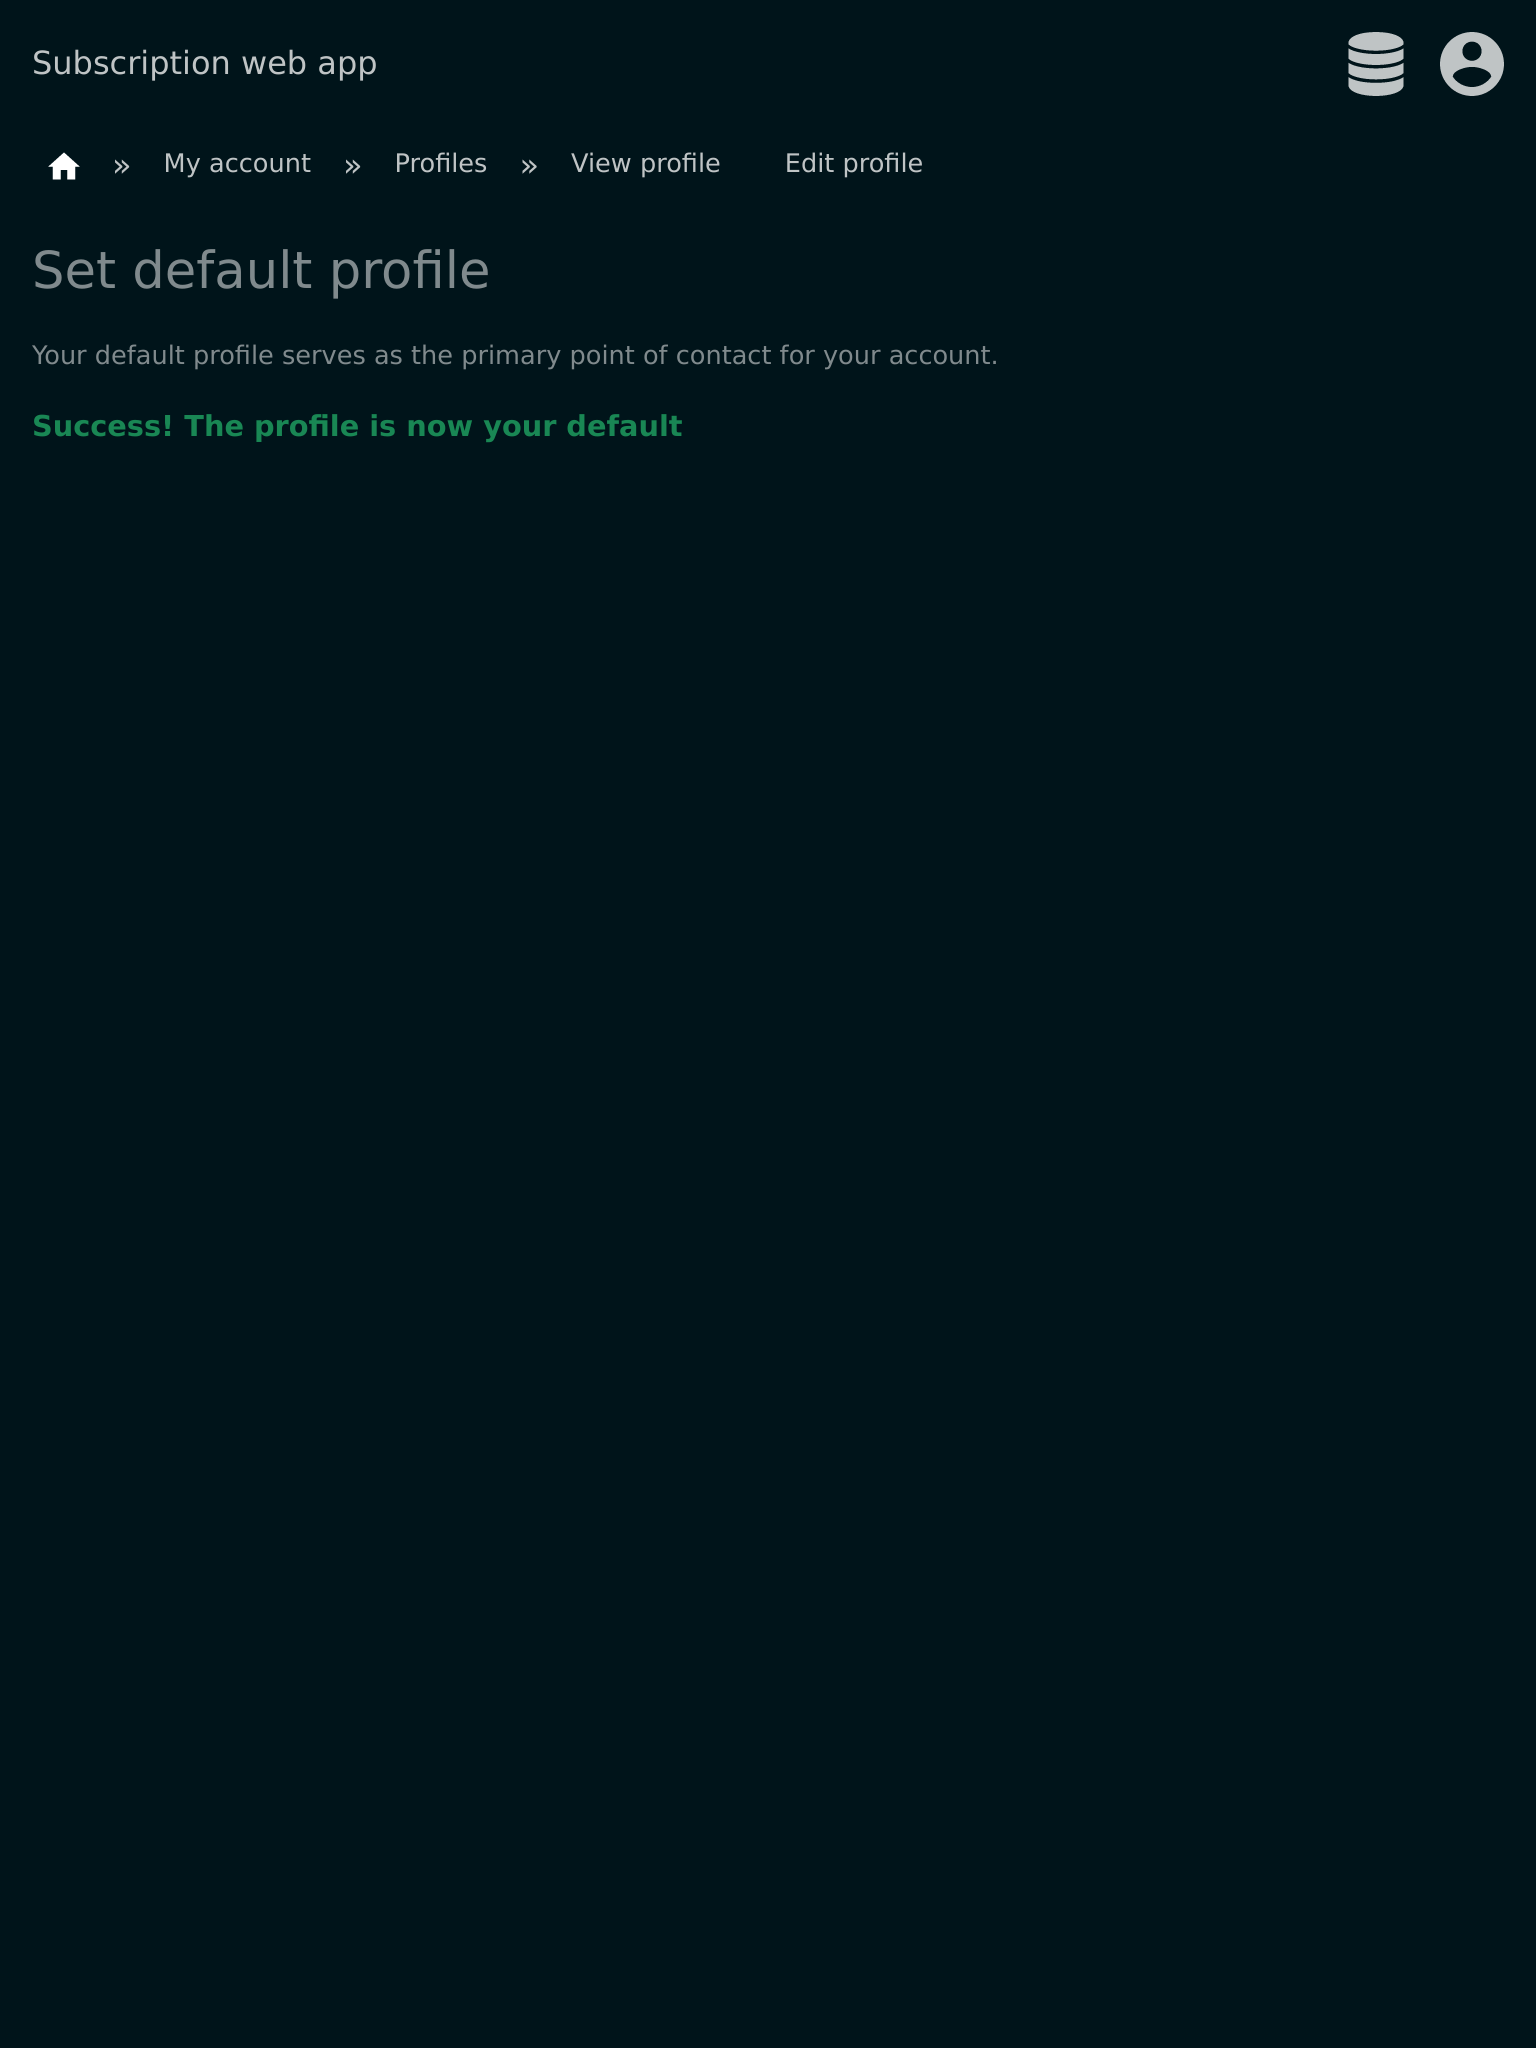 Subscription web app
» My account » Profiles » View profile Edit profile
Set default profile
Your default profile serves as the primary point of contact for your account.
Success! The profile is now your default